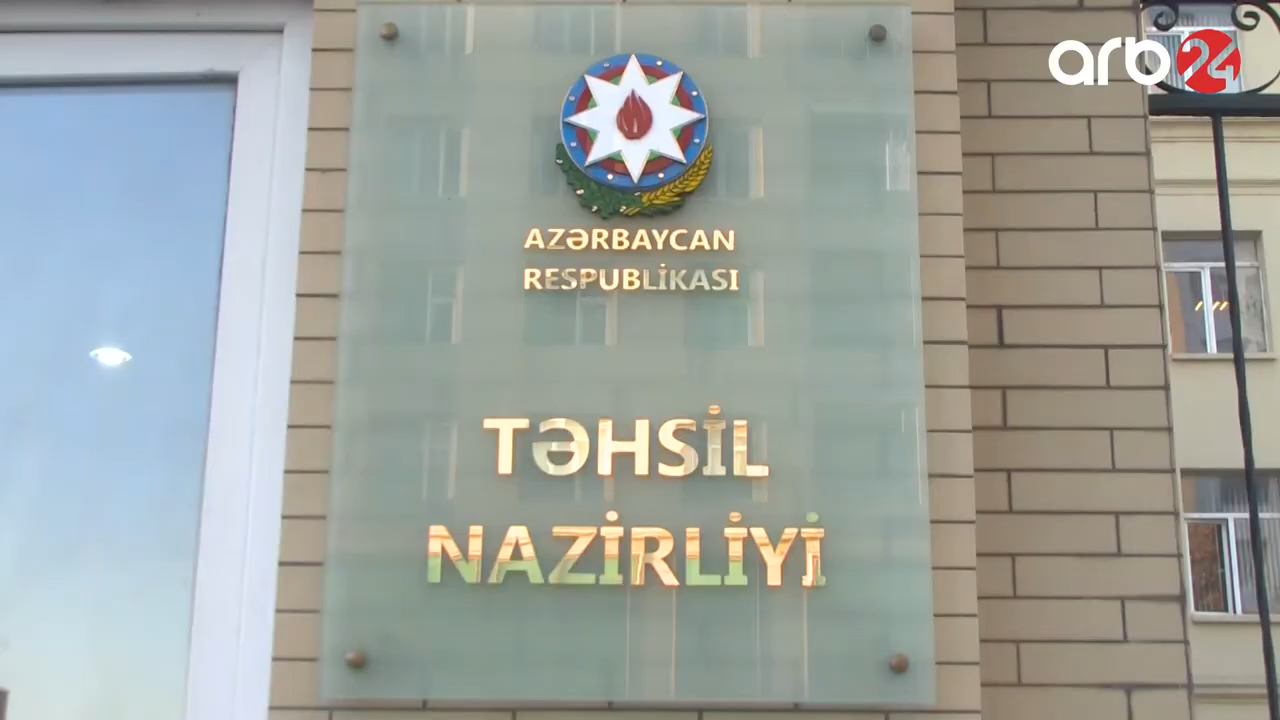 arb24
AZƏRBAYCAN
RESPUBLİKASI
TƏHSİL
NAZİRLİYİ